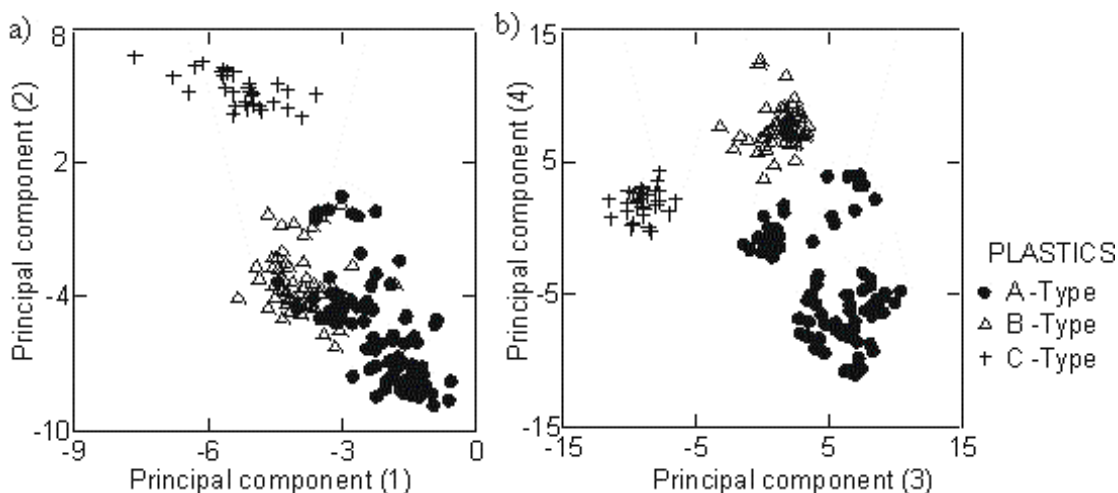 a)
8
2
-4
-10
Principal component (2)
-9
-6
-3
0
Principal component (1)
b)
15
5
-5
-15
Principal component (4)
-15
-5
5
15
Principal component (3)
PLASTICS
A -Type
B -Type
C -Type